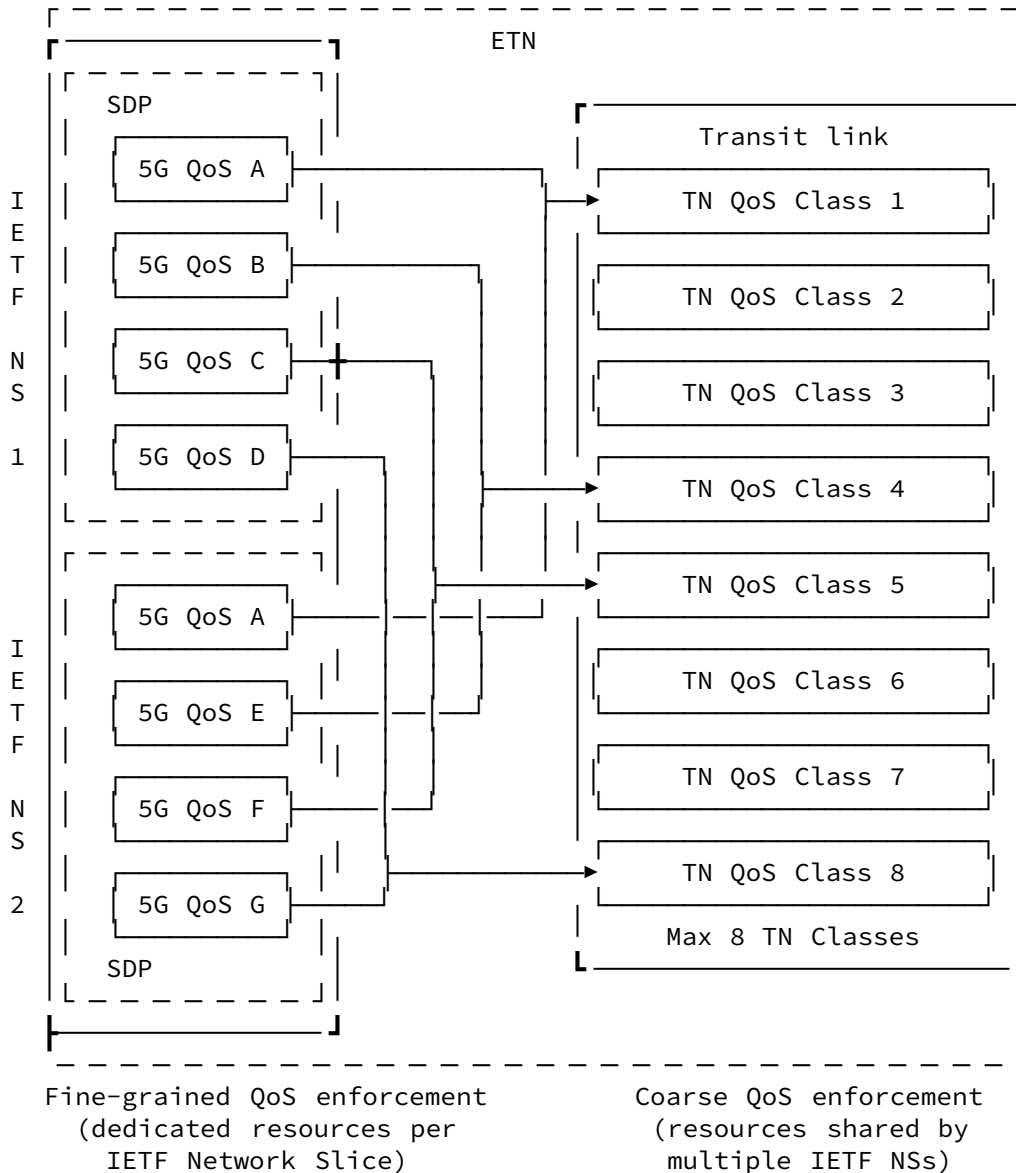 ETN
SDP
Transit link
5G QoS A
TN QoS Class 1
5G QoS B
TN QoS Class 2
5G QoS C
TN QoS Class 3
5G QoS D
TN QoS Class 4
IETF NS 1
TN QoS Class 5
5G QoS A
TN QoS Class 6
5G QoS E
TN QoS Class 7
5G QoS F
TN QoS Class 8
5G QoS G
IETF NS 2
Max 8 TN Classes
SDP
Fine-grained QoS enforcement
(dedicated resources per
IETF Network Slice)
Coarse QoS enforcement
(resources shared by
multiple IETF NSs)